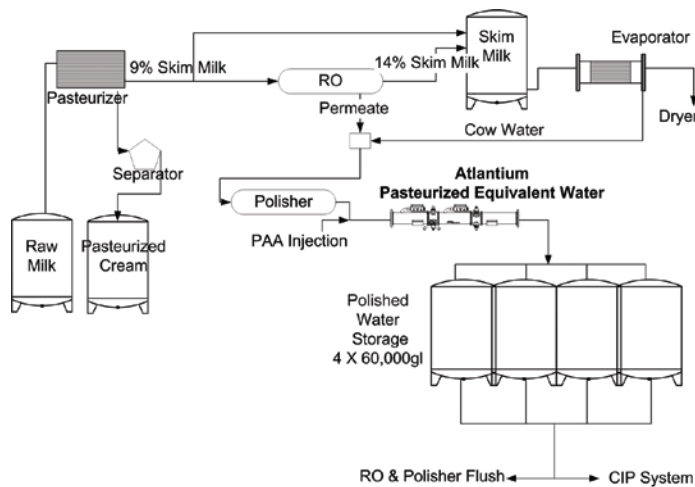 Skim
Milk
Evaporator
9% Skim Milk
14% Skim Milk
RO
Pasteurizer
Permeate
Dryer
Cow Water
Separator
Atlantium
Pasteurized Equivalent Water
Polisher
PAA Injection
Raw
Milk
Pasteurized
Cream
Polished
Water
Storage
4 X 60,000gl
RO & Polisher Flush
CIP System